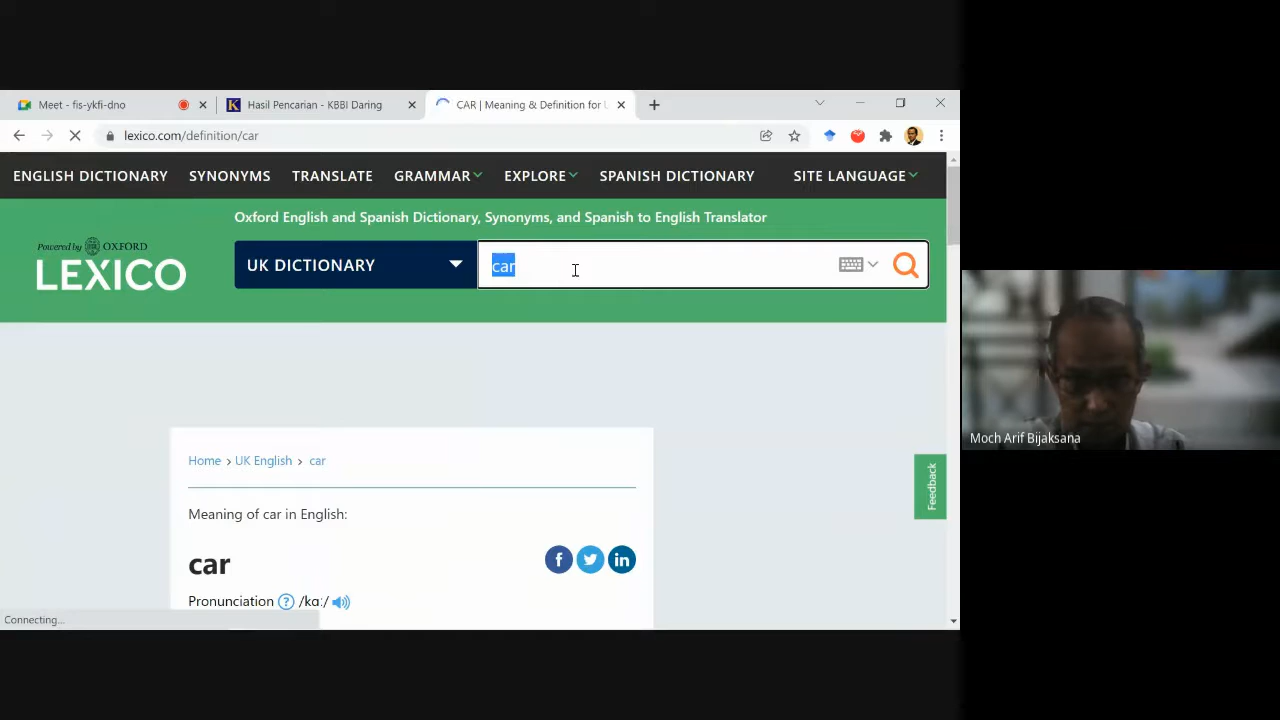 Meet - fis-ykfi-dno
Hasil Pencarian - KBBI Daring
CAR | Meaning & Definition for U
lexico.com/definition/car
ENGLISH DICTIONARY SYNONYMS TRANSLATE GRAMMAR EXPLORE SPANISH DICTIONARY SITE LANGUAGE
Oxford English and Spanish Dictionary, Synonyms, and Spanish to English Translator
Powered by OXFORD
LEXICO
UK DICTIONARY
car
Home > UK English > car
Meaning of car in English:
car
Pronunciation ? /kɑː/
Feedback
Connecting...
Moch Arif Bijaksana